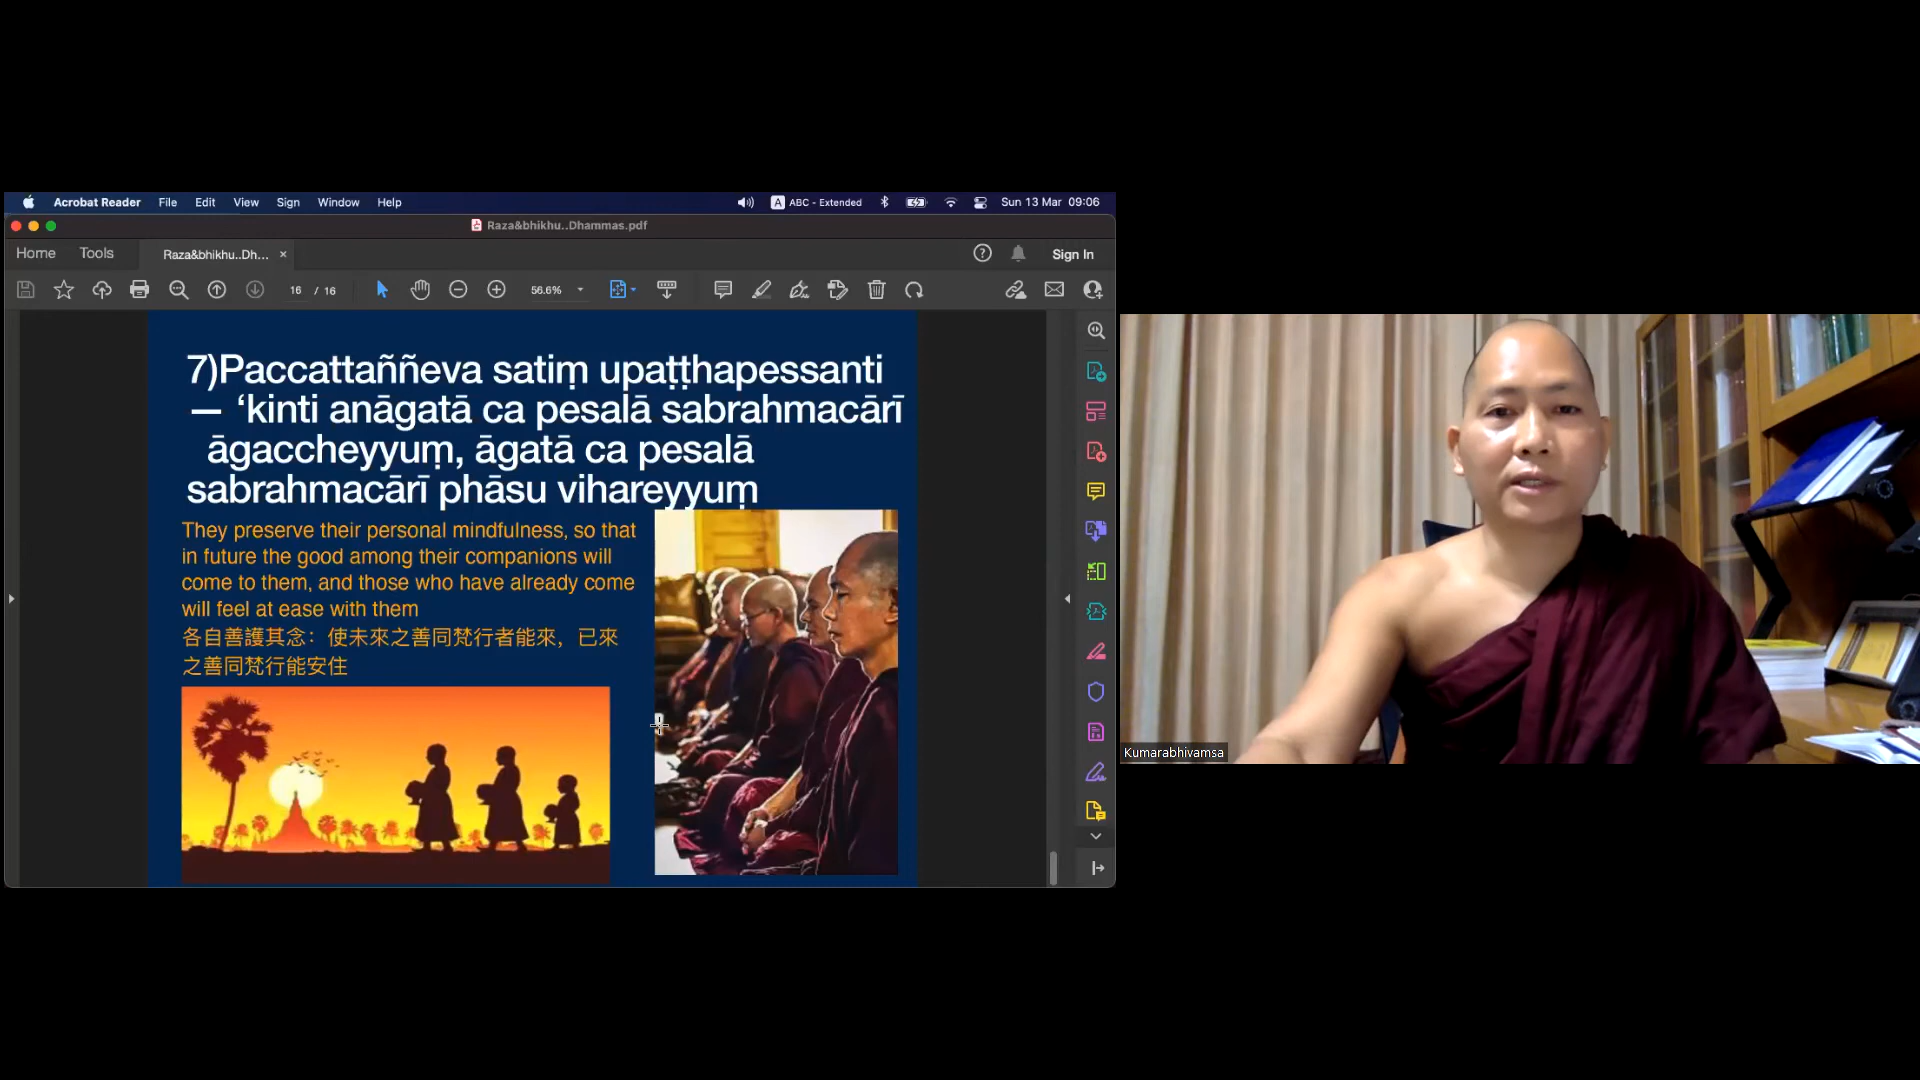 Acrobat Reader File Edit View Sign Window Help
ABC - Extended Sun 13 Mar 09:06
Raza&bhikhu..Dhammas.pdf
Home Tools Raza&bhikhu..Dh... × Sign In
16 / 16 56.6%
7)Paccattaññeva satiṃ upaṭṭhapessanti
— ‘kinti anāgatā ca pesalā sabrahmacārī
āgaccheyyuṃ, āgatā ca pesalā
sabrahmacārī phāsu vihareyyuṃ
They preserve their personal mindfulness, so that
in future the good among their companions will
come to them, and those who have already come
will feel at ease with them
各自善護其念：使未來之善同梵行者能來，已來
之善同梵行能安住
Kumarabhivamsa